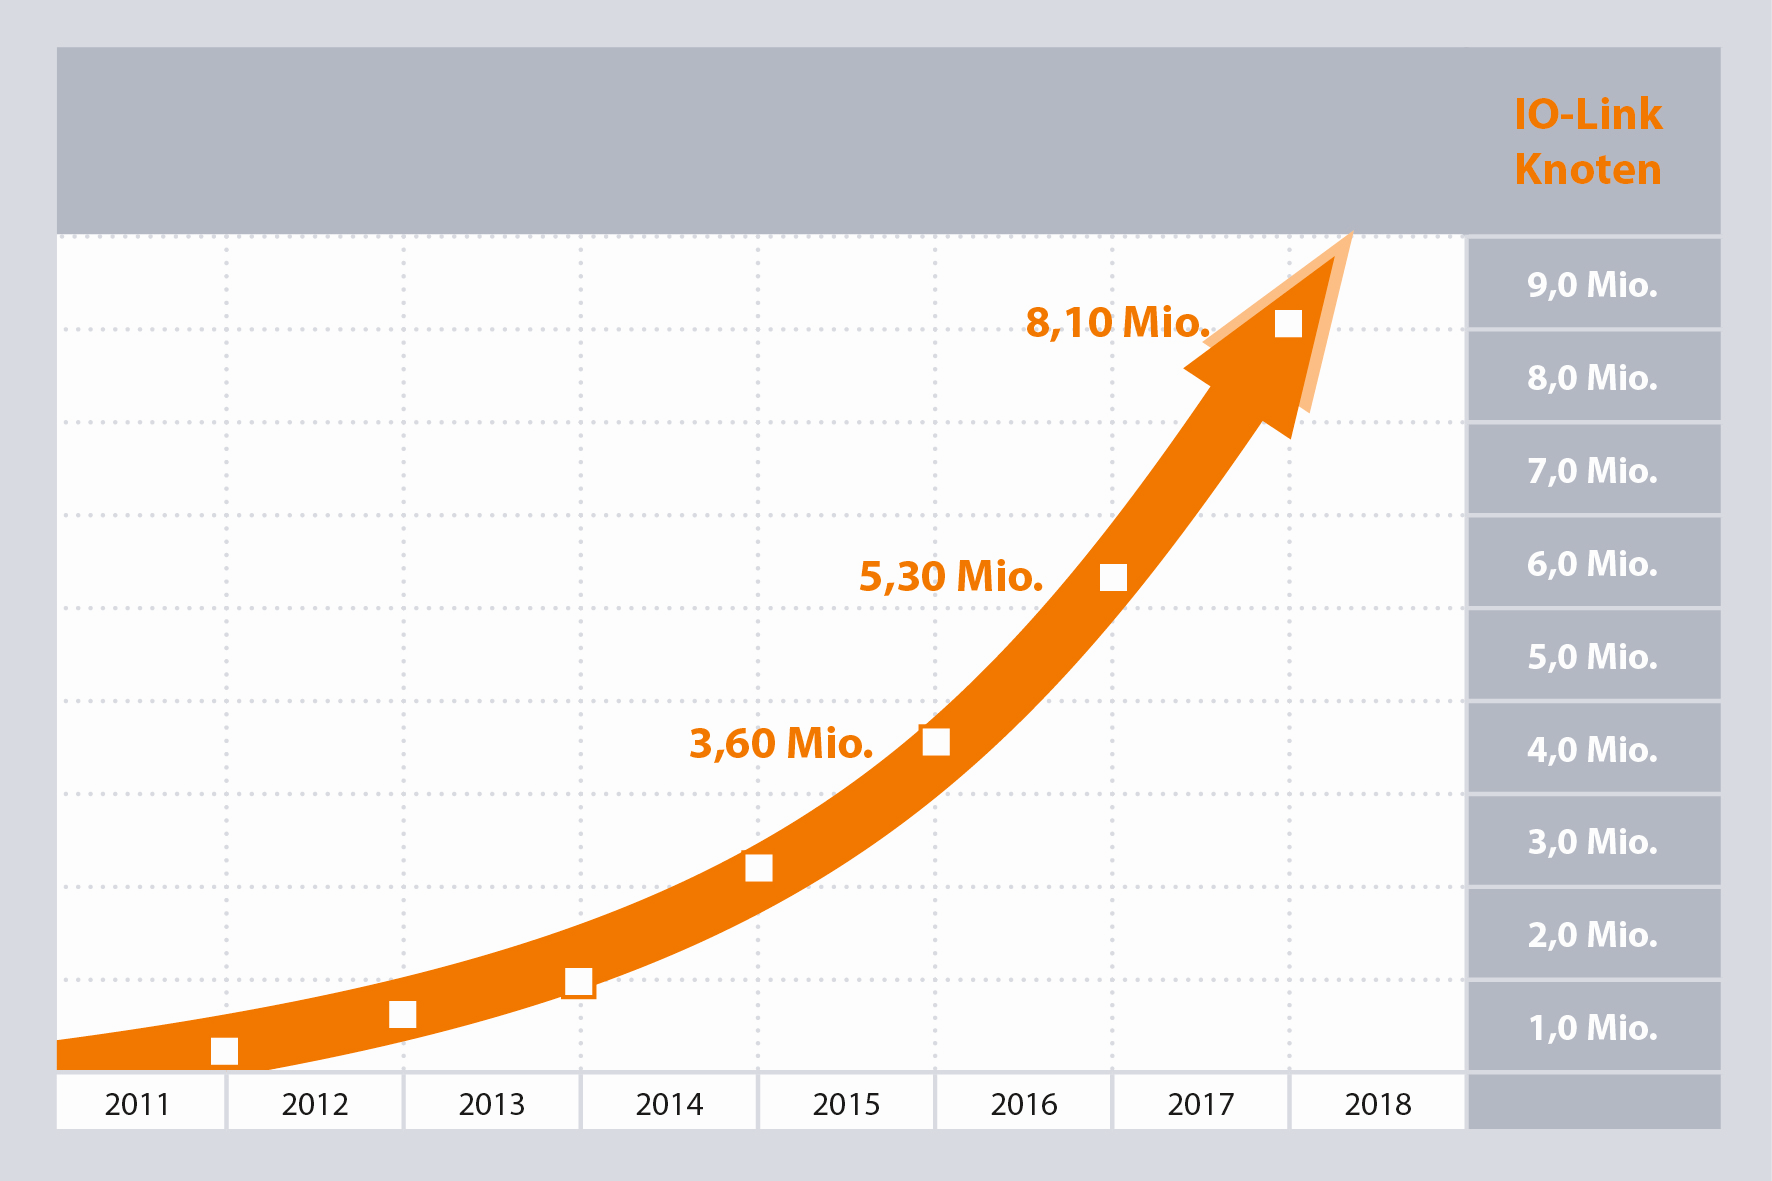 IO-Link
Knoten
9,0 Mio.
8,10 Mio.
8,0 Mio.
7,0 Mio.
6,0 Mio.
5,30 Mio.
5,0 Mio.
4,0 Mio.
3,60 Mio.
3,0 Mio.
2,0 Mio.
1,0 Mio.
2011 2012 2013 2014 2015 2016 2017 2018